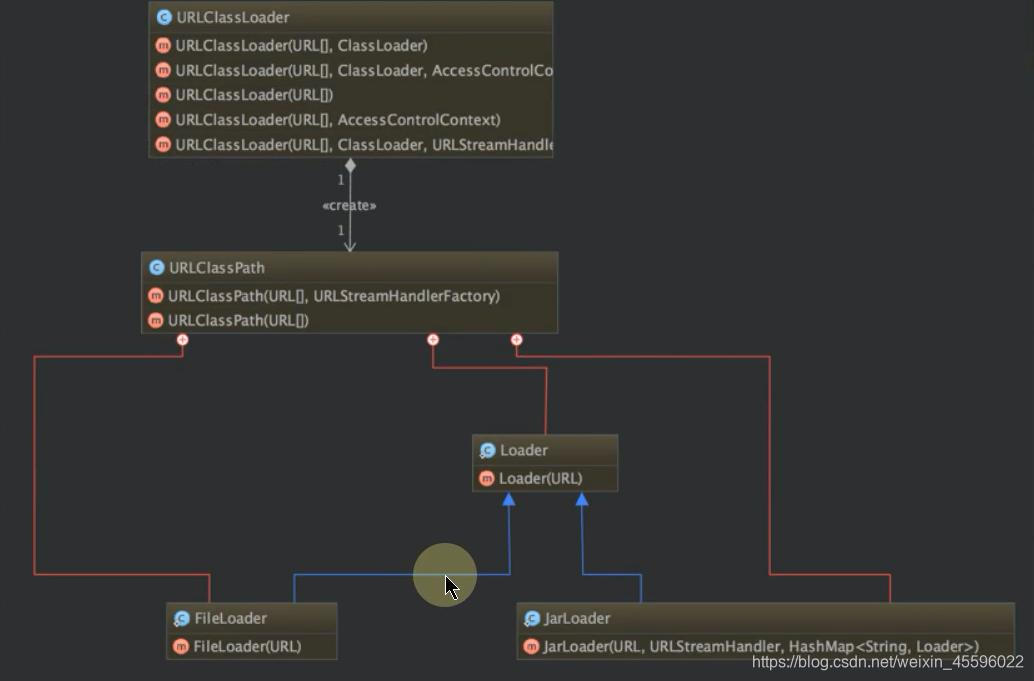 URLClassLoader
URLClassLoader(URL[], ClassLoader)
URLClassLoader(URL[], ClassLoader, AccessControlCo
URLClassLoader(URL[])
URLClassLoader(URL[], AccessControlContext)
URLClassLoader(URL[], ClassLoader, URLStreamHandle
1
«create»
1
URLClassPath
URLClassPath(URL[], URLStreamHandlerFactory)
URLClassPath(URL[])
Loader
Loader(URL)
FileLoader
FileLoader(URL)
JarLoader
JarLoader(URL, URLStreamHandler, HashMap<String, Loader>)
https://blog.csdn.net/weixin_45596022